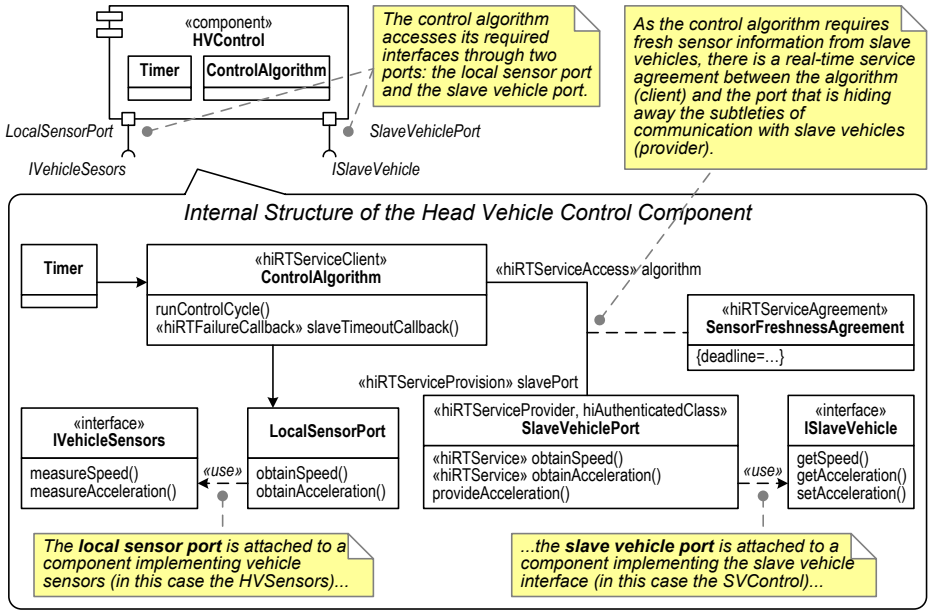 «component»
HVControl
Timer
ControlAlgorithm
LocalSensorPort
SlaveVehiclePort
IVehicleSesors
ISlaveVehicle
The control algorithm
accesses its required
interfaces through two
ports: the local sensor port
and the slave vehicle port.
As the control algorithm requires
fresh sensor information from slave
vehicles, there is a real-time service
agreement between the algorithm
(client) and the port that is hiding
away the subtleties of
communication with slave vehicles
(provider).
Internal Structure of the Head Vehicle Control Component
Timer
«hiRTServiceClient»
ControlAlgorithm
runControlCycle()
«hiRTFailureCallback» slaveTimeoutCallback()
«hiRTServiceAccess» algorithm
«hiRTServiceAgreement»
SensorFreshnessAgreement
{deadline=...}
«hiRTServiceProvision» slavePort
«interface»
IVehicleSensors
measureSpeed()
measureAcceleration()
«use»
LocalSensorPort
obtainSpeed()
obtainAcceleration()
«hiRTServiceProvider, hiAuthenticatedClass»
SlaveVehiclePort
«hiRTService» obtainSpeed()
«hiRTService» obtainAcceleration()
provideAcceleration()
«use»
«interface»
ISlaveVehicle
getSpeed()
getAcceleration()
setAcceleration()
The local sensor port is attached to a
component implementing vehicle
sensors (in this case the HVSensors)...
...the slave vehicle port is attached to a
component implementing the slave vehicle
interface (in this case the SVControl)...